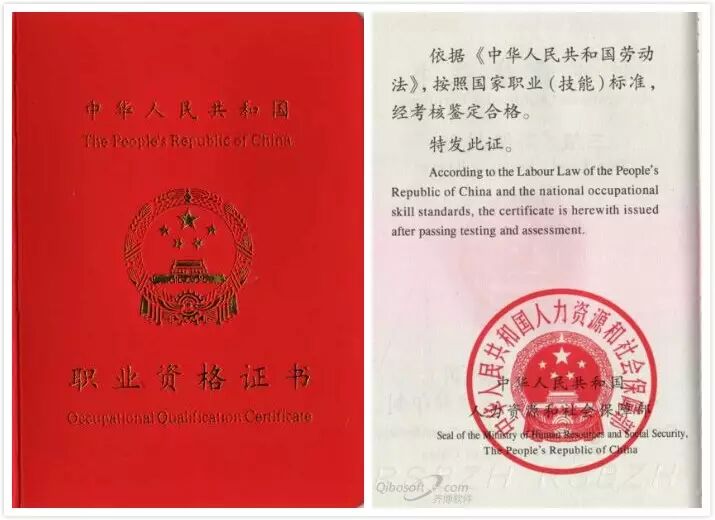 中华人民共和国
The People's Republic of China
职业资格证书
Occupational Qualification Certificate
依据《中华人民共和国劳动
法》，按照国家职业（技能）标准，
经考核鉴定合格。
特发此证。
According to the Labour Law of the People's
Republic of China and the national occupational
skill standards, the certificate is herewith issued
after passing testing and assessment.
中华人民共和国人力资源和社会保障部
中华人民共和国
人力资源和社会保障部
Seal of the Ministry of Human Resources and Social Security,
The People's Republic of China
Qibosoft.com
齐博软件